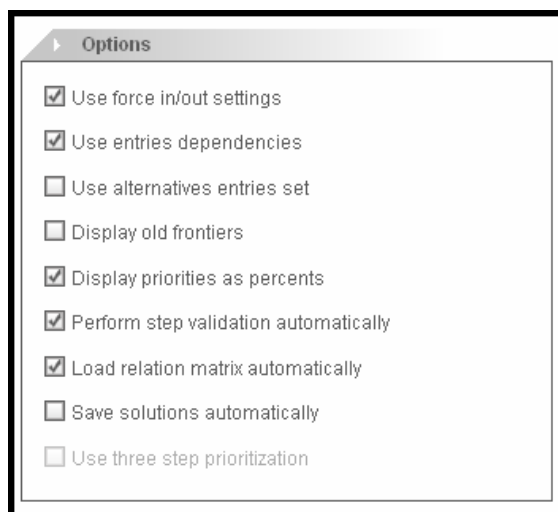 Options
Use force in/out settings
Use entries dependencies
Use alternatives entries set
Display old frontiers
Display priorities as percents
Perform step validation automatically
Load relation matrix automatically
Save solutions automatically
Use three step prioritization